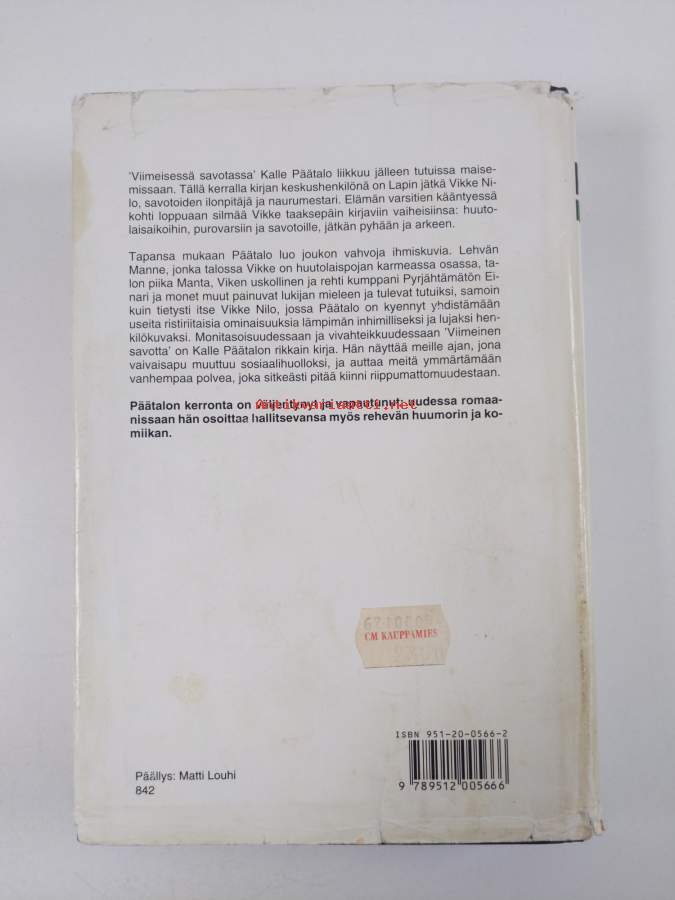 'Viimeisessä savotassa' Kalle Päätalo liikkuu jälleen tutuissa maise-
missaan. Tällä kerralla kirjan keskushenkilönä on Lapin jätkä Vikke Ni-
lo, savotoiden ilonpitäjä ja naurumestari. Elämän varsitien kääntyessä
kohti loppuaan silmää Vikke taaksepäin kirjaviin vaiheisiinsa: huuto-
laisaikoihin, purovarsiin ja savotoille, jätkän pyhään ja arkeen.
Tapansa mukaan Päätalo luo joukon vahvoja ihmiskuvia. Lehvän
Manne, jonka talossa Vikke on huutolaispojan karmeassa osassa, ta-
lon piika Manta, Viken uskollinen ja rehti kumppani Pyrjähtämätön Ei-
nari ja monet muut painuvat lukijan mieleen ja tulevat tutuiksi, samoin
kuin tietysti itse Vikke Nilo, jossa Päätalo on kyennyt yhdistämään
useita ristiriitaisia ominaisuuksia lämpimän inhimilliseksi ja lujaksi hen-
kilökuvaksi. Monitasoisuudessaan ja vivahteikkuudessaan 'Viimeinen
savotta' on Kalle Päätalon rikkain kirja. Hän näyttää meille ajan, jona
vaivaisapu muuttuu sosiaalihuolloksi, ja auttaa meitä ymmärtämään
vanhempaa polvea, joka sitkeästi pitää kiinni riippumattomuudestaan.
Päätalon kerronta on väljentynyt ja vapautunut: uudessa romaa-
nissaan hän osoittaa hallitsevansa myös rehevän huumorin ja ko-
miikan.
CM KAUPPAMIES
ISBN 951-20-0566-2
9 789512 005666
Päällys: Matti Louhi
842